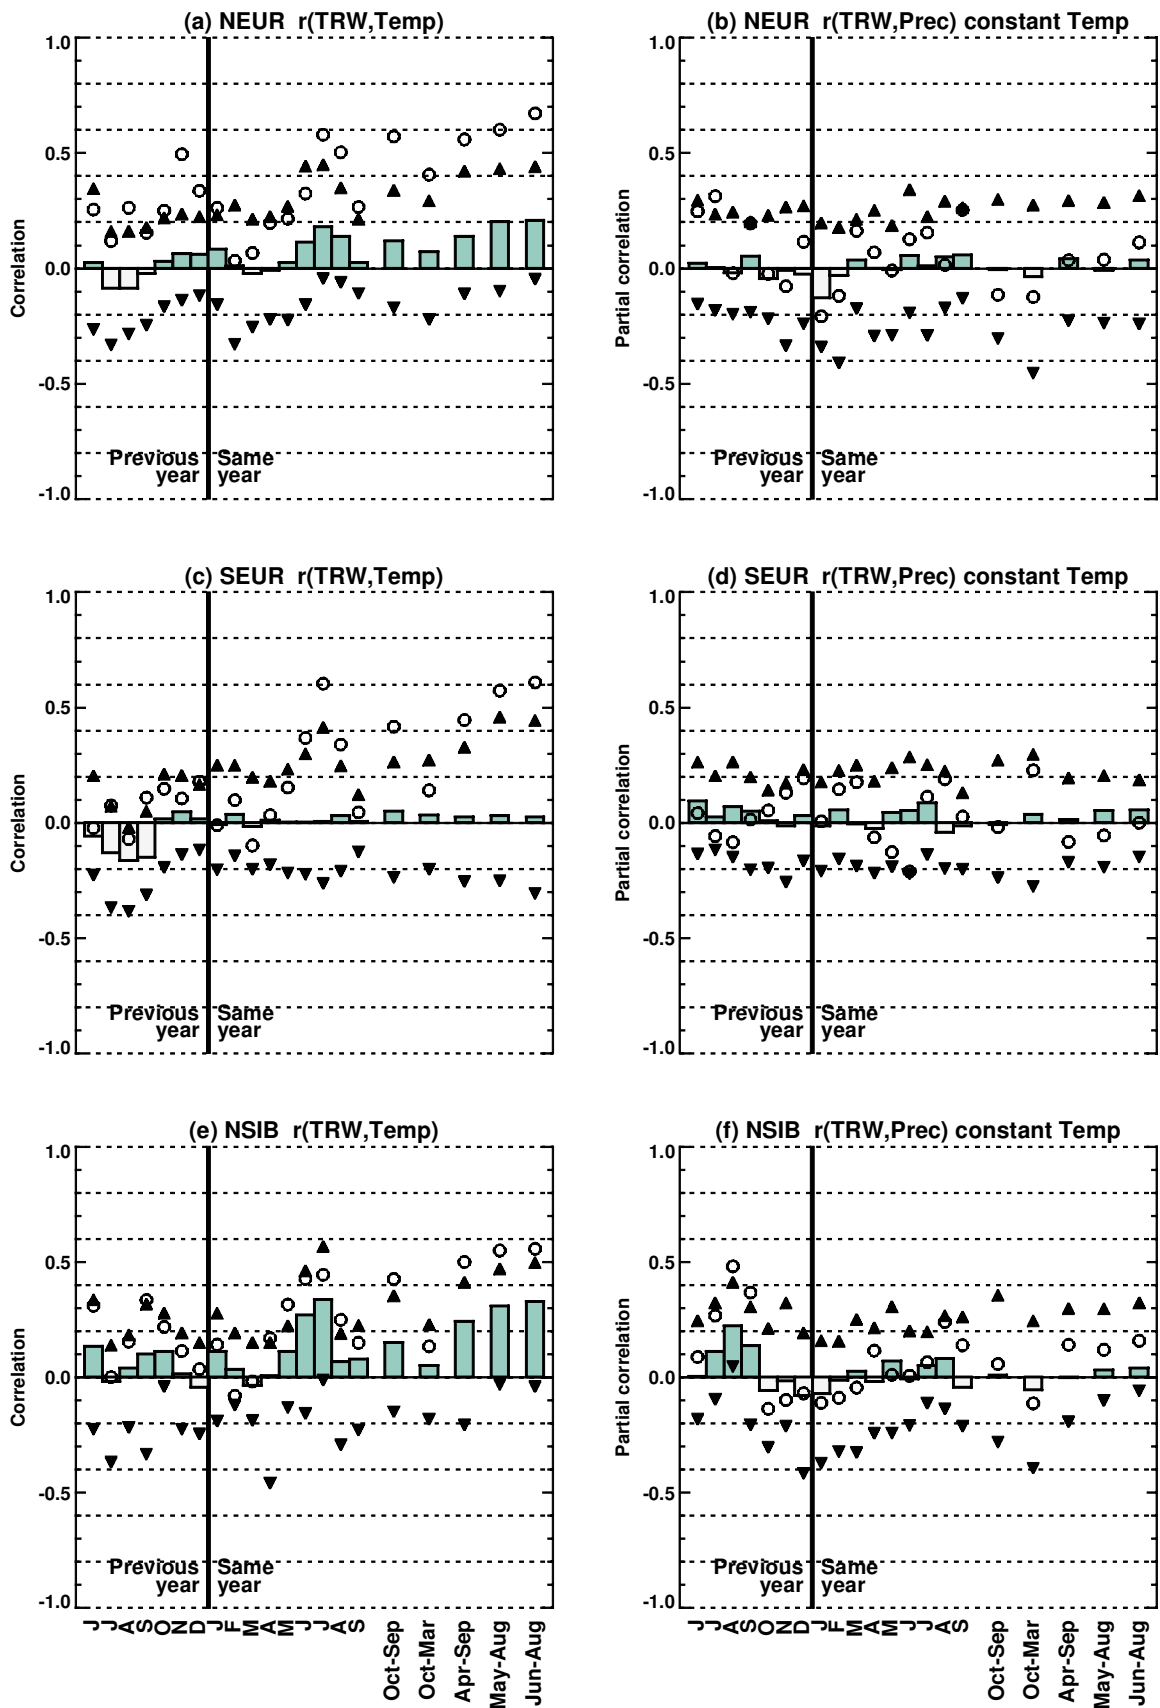 (a) NEUR r(TRW,Temp)
1.0
0.5
0.0
-0.5
-1.0
Correlation
Previous year
Same year
(b) NEUR r(TRW,Prec) constant Temp
1.0
0.5
0.0
-0.5
-1.0
Partial correlation
Previous year
Same year
(c) SEUR r(TRW,Temp)
1.0
0.5
0.0
-0.5
-1.0
Correlation
Previous year
Same year
(d) SEUR r(TRW,Prec) constant Temp
1.0
0.5
0.0
-0.5
-1.0
Partial correlation
Previous year
Same year
(e) NSIB r(TRW,Temp)
1.0
0.5
0.0
-0.5
-1.0
Correlation
Previous year
Same year
J J A S O N D J F M A M J J A S Oct-Sep Oct-Mar Apr-Sep May-Aug Jun-Aug
(f) NSIB r(TRW,Prec) constant Temp
1.0
0.5
0.0
-0.5
-1.0
Partial correlation
Previous year
Same year
J J A S O N D J F M A M J J A S Oct-Sep Oct-Mar Apr-Sep May-Aug Jun-Aug